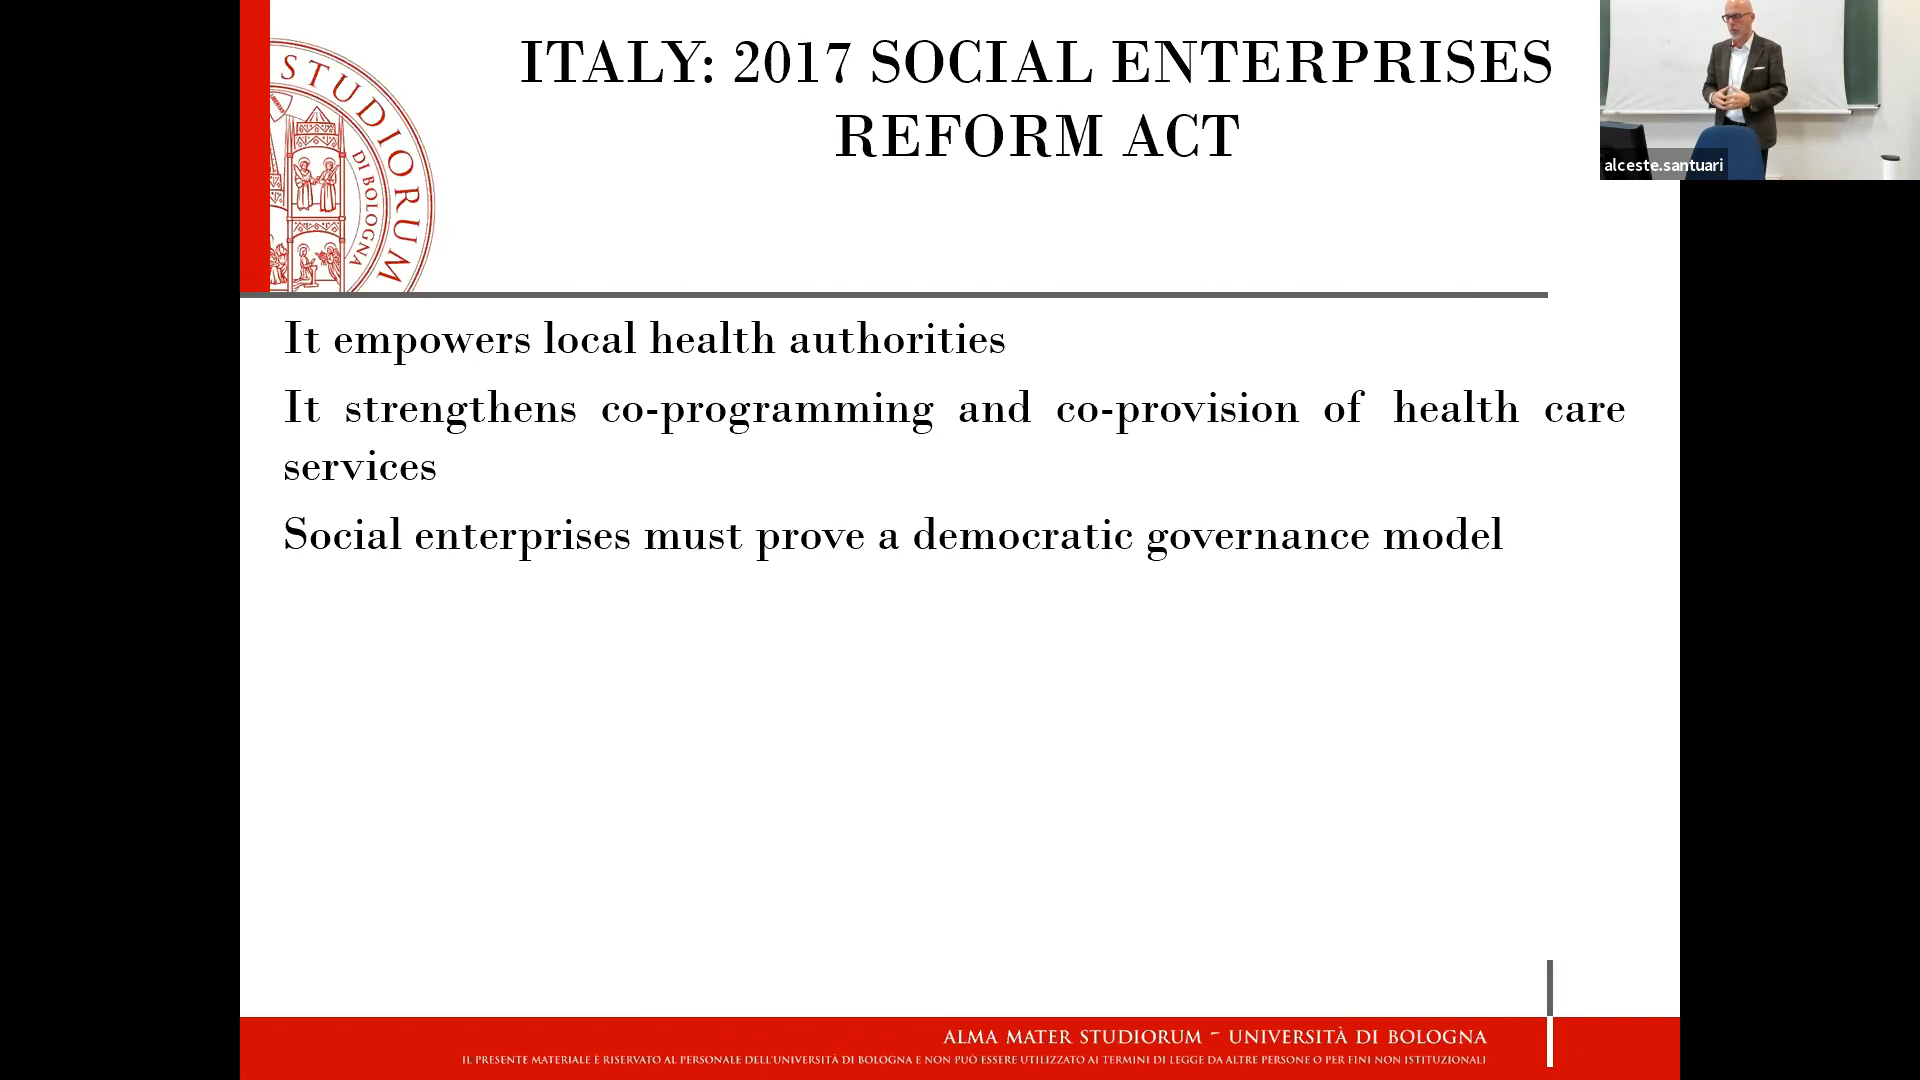 ITALY: 2017 SOCIAL ENTERPRISES
REFORM ACT
STUDIORUM
DI BOLOGNA
alceste.santuari
It empowers local health authorities
It strengthens co-programming and co-provision of health care
services
Social enterprises must prove a democratic governance model
ALMA MATER STUDIORUM ~ UNIVERSITÀ DI BOLOGNA
IL PRESENTE MATERIALE È RISERVATO AL PERSONALE DELL'UNIVERSITÀ DI BOLOGNA E NON PUÒ ESSERE UTILIZZATO AI TERMINI DI LEGGE DA ALTRE PERSONE O PER FINI NON ISTITUZIONALI